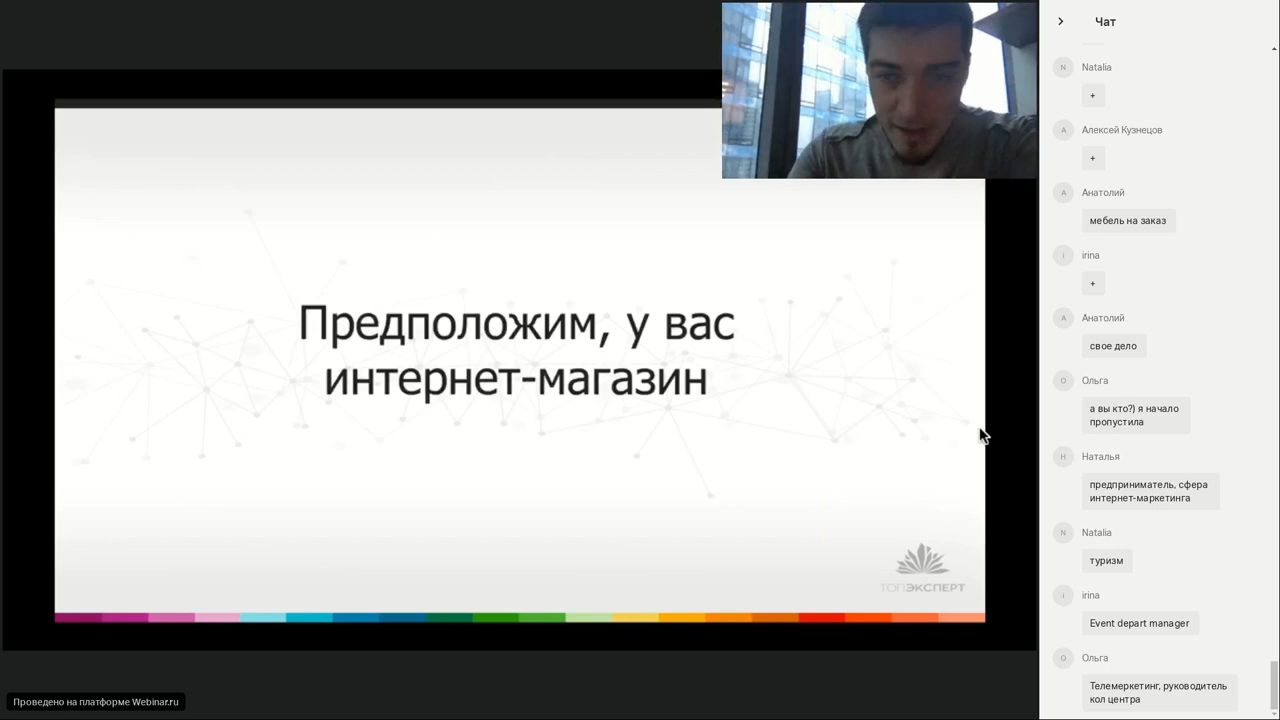 Предположим, у вас
интернет-магазин
ТОПЭКСПЕРТ
Проведено на платформе Webinar.ru
Чат
N Natalia
+
А Алексей Кузнецов
+
А Анатолий
мебель на заказ
i irina
+
А Анатолий
свое дело
О Ольга
а вы кто?) я начало
пропустила
Н Наталья
предприниматель, сфера
интернет-маркетинга
N Natalia
туризм
i irina
Event depart manager
О Ольга
Телемеркетинг, руководитель
кол центра